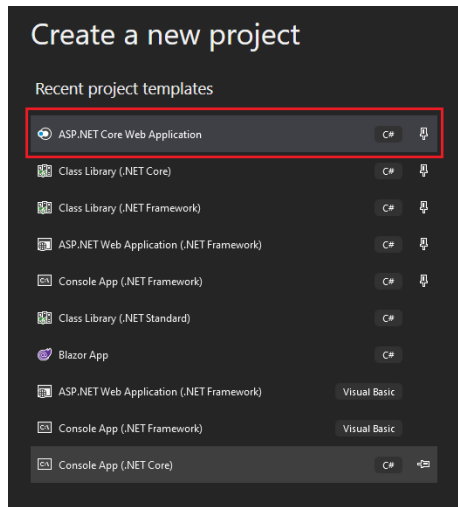 Create a new project
Recent project templates
ASP.NET Core Web Application C#
Class Library (.NET Core) C#
Class Library (.NET Framework) C#
ASP.NET Web Application (.NET Framework) C#
Console App (.NET Framework) C#
Class Library (.NET Standard) C#
Blazor App C#
ASP.NET Web Application (.NET Framework) Visual Basic
Console App (.NET Framework) Visual Basic
Console App (.NET Core) C#